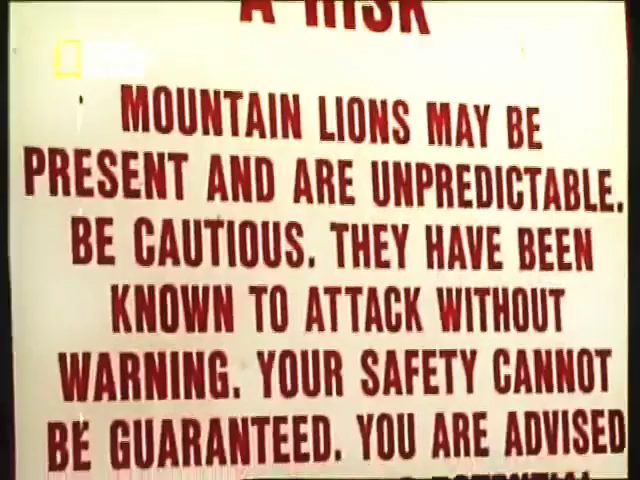 A RISK
MOUNTAIN LIONS MAY BE
PRESENT AND ARE UNPREDICTABLE.
BE CAUTIOUS. THEY HAVE BEEN
KNOWN TO ATTACK WITHOUT
WARNING. YOUR SAFETY CANNOT
BE GUARANTEED. YOU ARE ADVISED
POTENTIAL